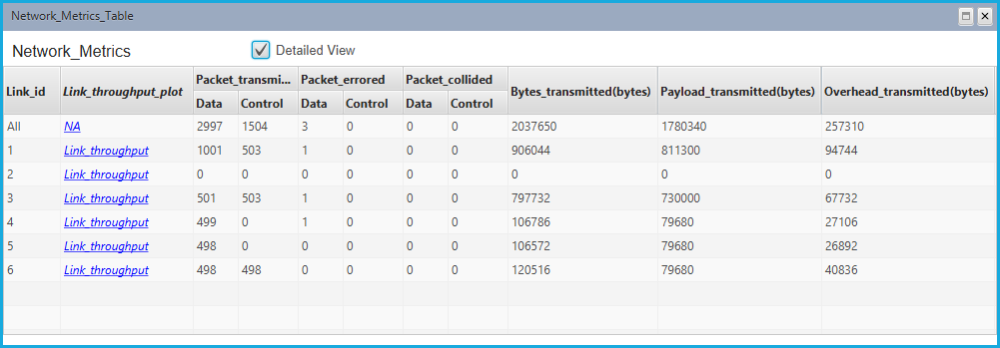 Network_Metrics_Table
Network_Metrics Detailed View
Link_id Link_throughput_plot Packet_transmi... Packet_errored Packet_collided Bytes_transmitted(bytes) Payload_transmitted(bytes) Overhead_transmitted(bytes)
Data Control Data Control Data Control
All NA 2997 1504 3 0 0 0 2037650 1780340 257310
1 Link_throughput 1001 503 1 0 0 0 906044 811300 94744
2 Link_throughput 0 0 0 0 0 0 0 0 0
3 Link_throughput 501 503 1 0 0 0 797732 730000 67732
4 Link_throughput 499 0 1 0 0 0 106786 79680 27106
5 Link_throughput 498 0 0 0 0 0 106572 79680 26892
6 Link_throughput 498 498 0 0 0 0 120516 79680 40836